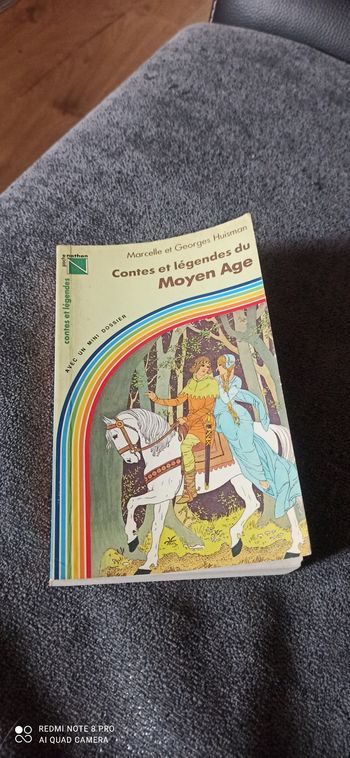 Marcelle et Georges Huisman
Contes et légendes du
Moyen Age
poche nathan
contes et légendes
AVEC UN MINI DOSSIER
REDMI NOTE 8 PRO
AI QUAD CAMERA